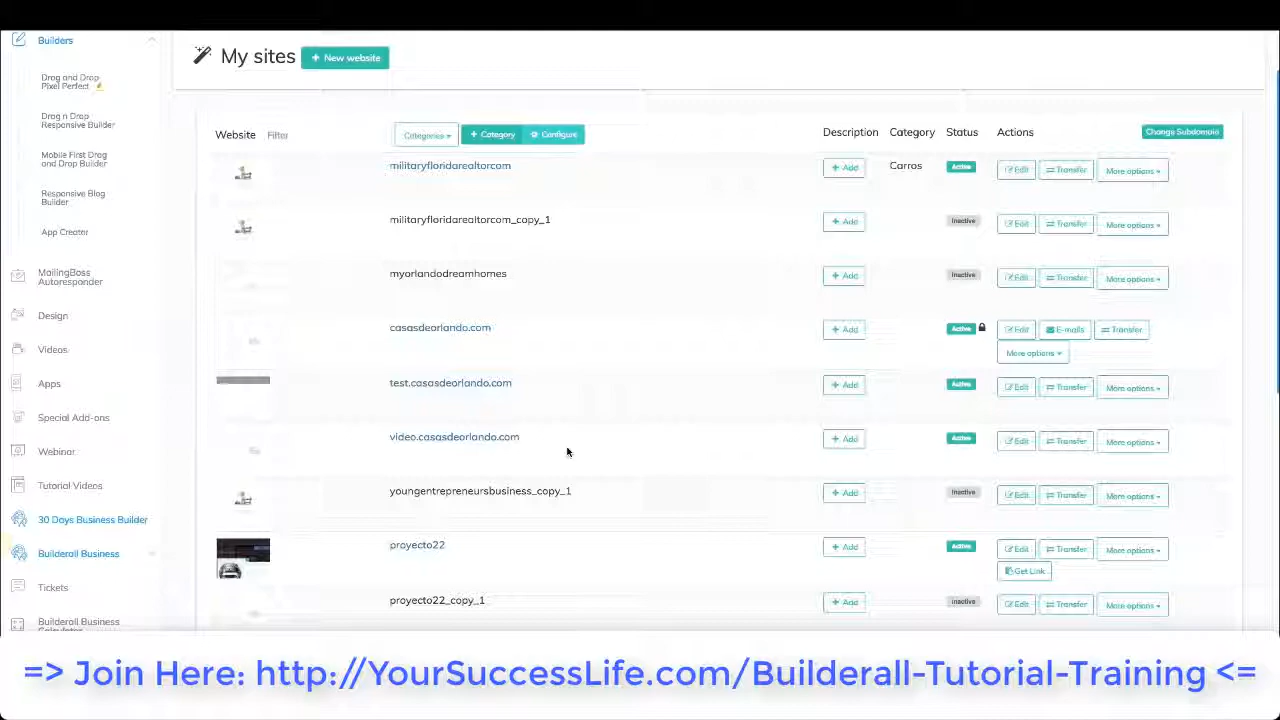 Builders
Drag and Drop
Pixel Perfect
Drag n Drop
Responsive Builder
Mobile First Drag
and Drop Builder
Responsive Blog
Builder
App Creator
MailingBoss
Autoresponder
Design
Videos
Apps
Special Add-ons
Webinar
Tutorial Videos
30 Days Business Builder
Builderall Business
Tickets
Builderall Business
Calculator
My sites + New website
Website Filter Categories + Category Configure Description Category Status Actions Change Subdomain
militaryfloridarealtorcom + Add Carros Active Edit Transfer More options
militaryfloridarealtorcom_copy_1 + Add Inactive Edit Transfer More options
myorlandodreamhomes + Add Inactive Edit Transfer More options
casasdeorlando.com + Add Active Edit E-mails Transfer
More options
test.casasdeorlando.com + Add Active Edit Transfer More options
video.casasdeorlando.com + Add Active Edit Transfer More options
youngentrepreneursbusiness_copy_1 + Add Inactive Edit Transfer More options
proyecto22 + Add Active Edit Transfer More options
Get Link
proyecto22_copy_1 + Add Inactive Edit Transfer More options
=> Join Here: http://YourSuccessLife.com/Builderall-Tutorial-Training <=